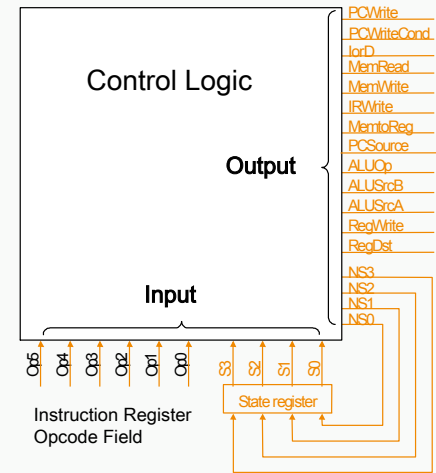 PCWrite
PCWriteCond
IorD
MemRead
Control Logic
MemWrite
IRWrite
MemtoReg
PCSource
Output
ALUOp
ALUSrcB
ALUSrcA
RegWrite
RegDst
NS3
NS2
Input
NS1
NS0
Op5
Op4
Op3
Op2
Op1
Op0
S3
S2
S1
S0
State register
Instruction Register
Opcode Field